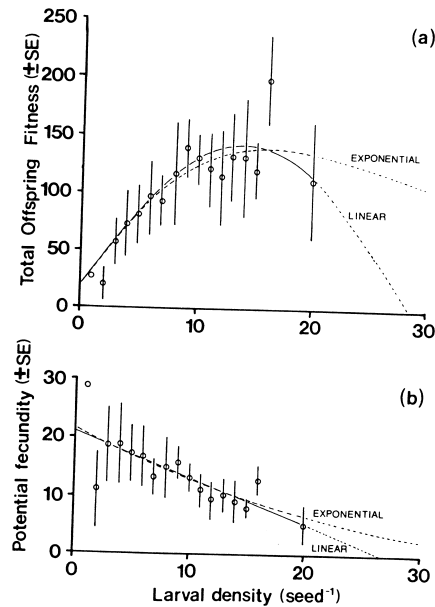 250
(a)
200
150
100
50
0
Total Offspring Fitness (±SE)
EXPONENTIAL
LINEAR
0 10 20 30
30
(b)
20
10
0
Potential fecundity (±SE)
EXPONENTIAL
LINEAR
0 10 20 30
Larval density (seed⁻¹)